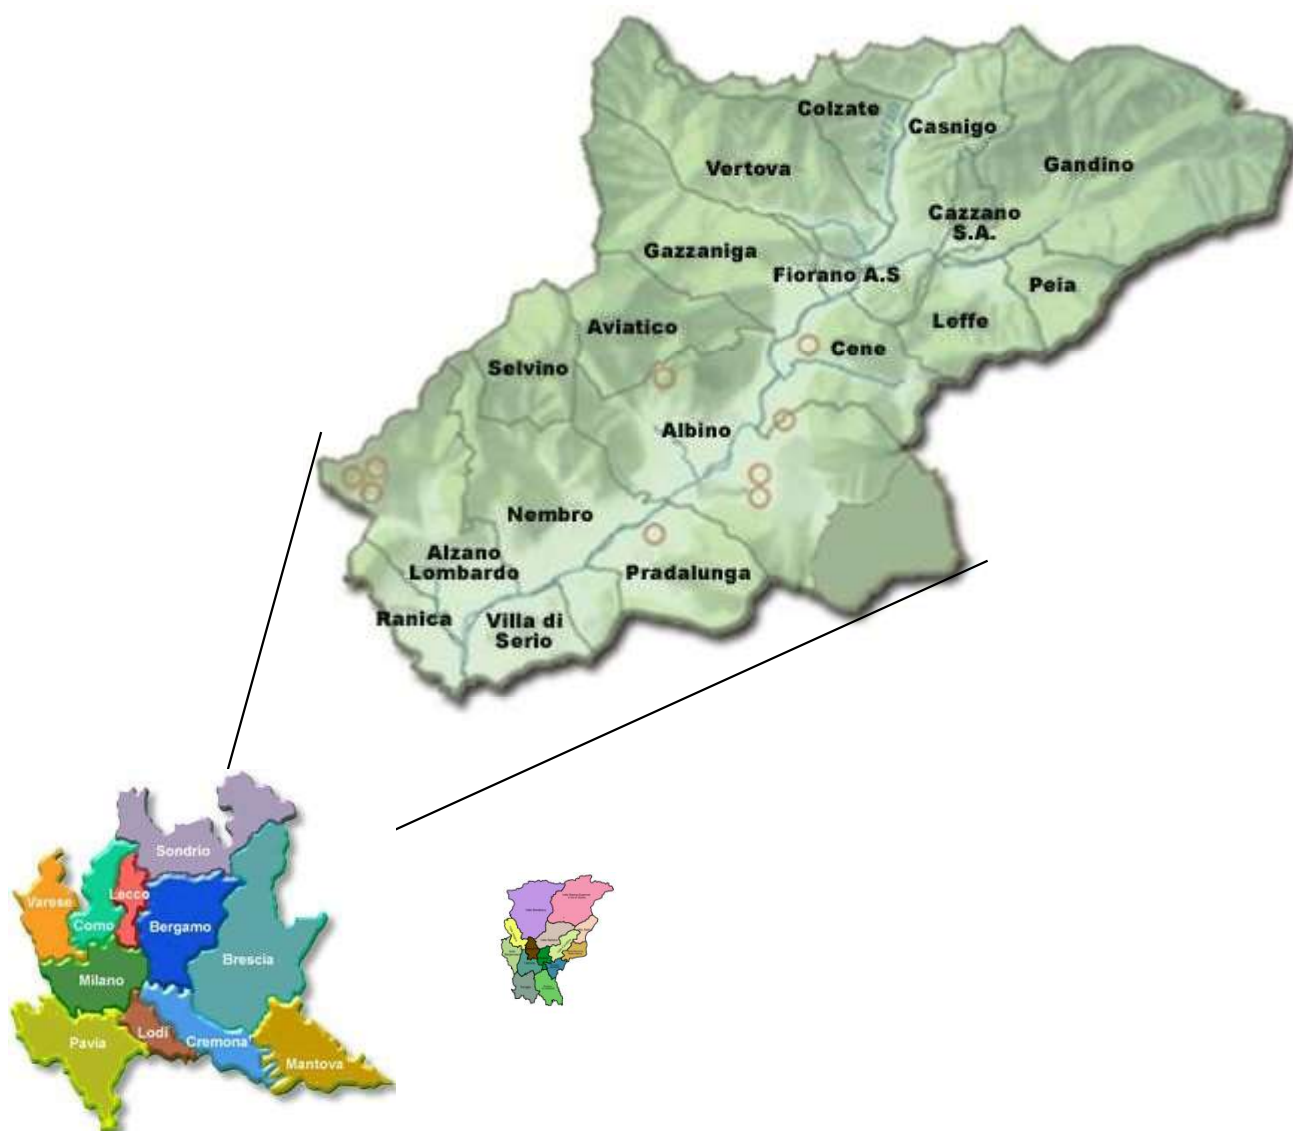 Colzate
Casnigo
Vertova
Gandino
Cazzano
S.A.
Gazzaniga
Fiorano A.S
Peia
Leffe
Aviatico
Cene
Selvino
Albino
Nembro
Alzano
Lombardo
Pradalunga
Ranica
Villa di
Serio
Sondrio
Varese
Lecco
Como
Bergamo
Brescia
Milano
Lodi
Pavia
Cremona
Mantova